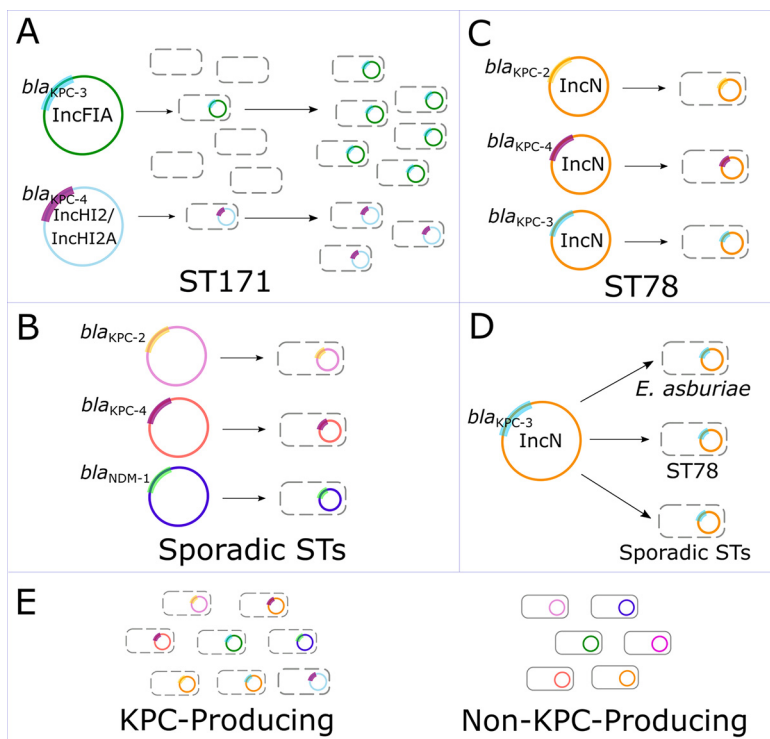 A
blaKPC-3
IncFIA
blaKPC-4
IncHI2/
IncHI2A
ST171
C
blaKPC-2
IncN
blaKPC-4
IncN
blaKPC-3
IncN
ST78
B
blaKPC-2
blaKPC-4
blaNDM-1
Sporadic STs
D
blaKPC-3
IncN
E. asburiae
ST78
Sporadic STs
E
KPC-Producing
Non-KPC-Producing